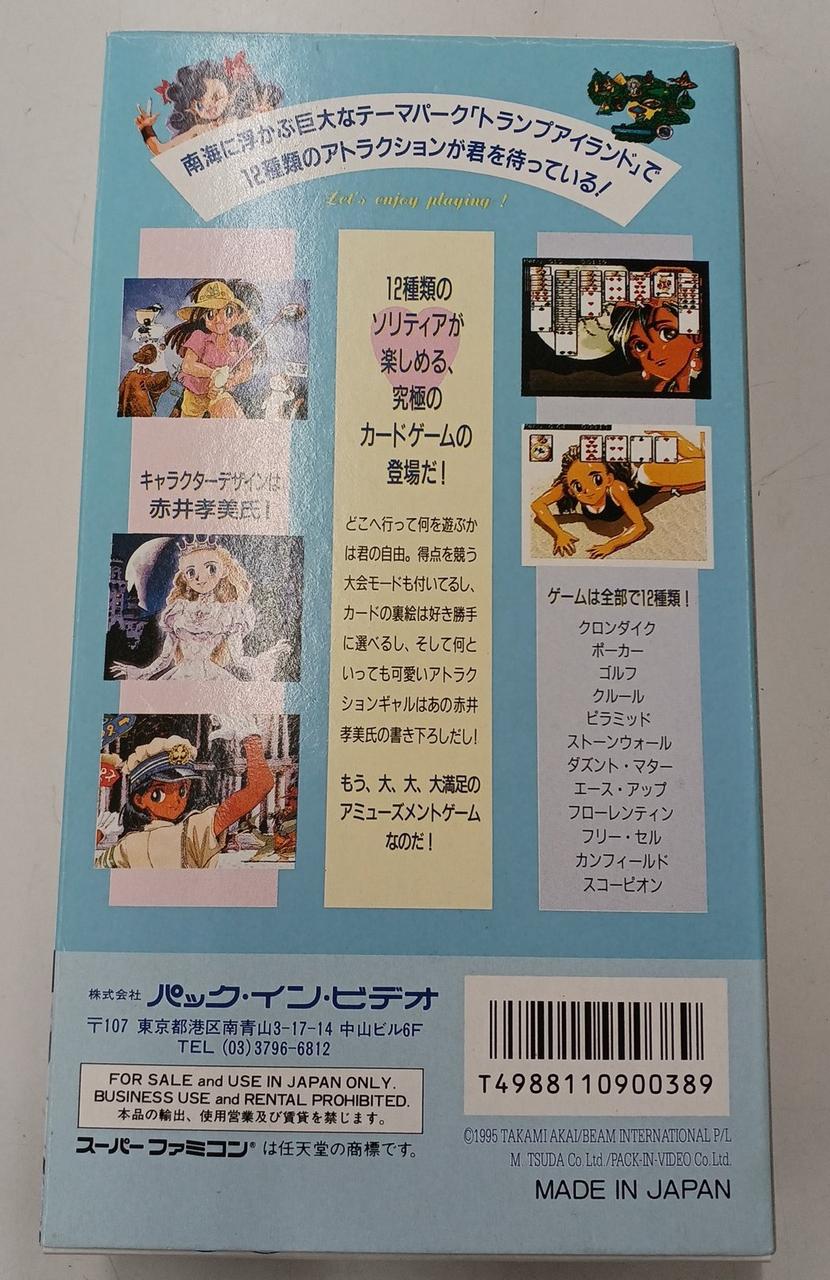 南海に浮かぶ巨大なテーマパーク「トランプアイランド」で
12種類のアトラクションが君を待っている!
Let's enjoy playing !
キャラクターデザインは
赤井孝美氏!
12種類の
ソリティアが
楽しめる、
究極の
カードゲームの
登場だ!
どこへ行って何を遊ぶか
は君の自由。得点を競う
大会モードも付いてるし、
カードの裏絵は好き勝手
に選べるし、そして何と
いっても可愛いアトラク
ションギャルはあの赤井
孝美氏の書き下ろしだし!
もう、大、大、大満足の
アミューズメントゲーム
なのだ!
ゲームは全部で12種類!
クロンダイク
ポーカー
ゴルフ
クルール
ピラミッド
ストーンウォール
ダズント・マター
エース・アップ
フローレンティン
フリー・セル
カンフィールド
スコーピオン
株式会社 パック・イン・ビデオ
〒107 東京都港区南青山3-17-14 中山ビル6F
TEL (03)3796-6812
FOR SALE and USE IN JAPAN ONLY.
BUSINESS USE and RENTAL PROHIBITED.
本品の輸出、使用営業及び賃貸を禁じます。
スーパーファミコン® は任天堂の商標です。
T4988110900389
©1995 TAKAMI AKAI/BEAM INTERNATIONAL P/L
M. TSUDA Co. Ltd./PACK-IN-VIDEO Co. Ltd.
MADE IN JAPAN